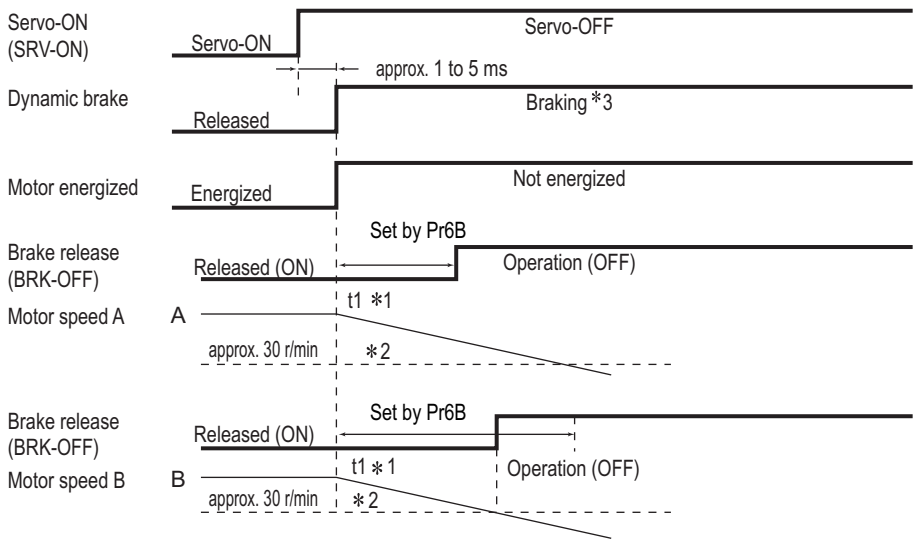 Servo-ON
(SRV-ON)
Servo-ON
Servo-OFF
approx. 1 to 5 ms
Dynamic brake
Released
Braking *3
Motor energized
Energized
Not energized
Brake release
(BRK-OFF)
Released (ON)
Set by Pr6B
Operation (OFF)
Motor speed A
A
t1 *1
approx. 30 r/min
*2
Brake release
(BRK-OFF)
Released (ON)
Set by Pr6B
Operation (OFF)
Motor speed B
B
t1 *1
approx. 30 r/min
*2